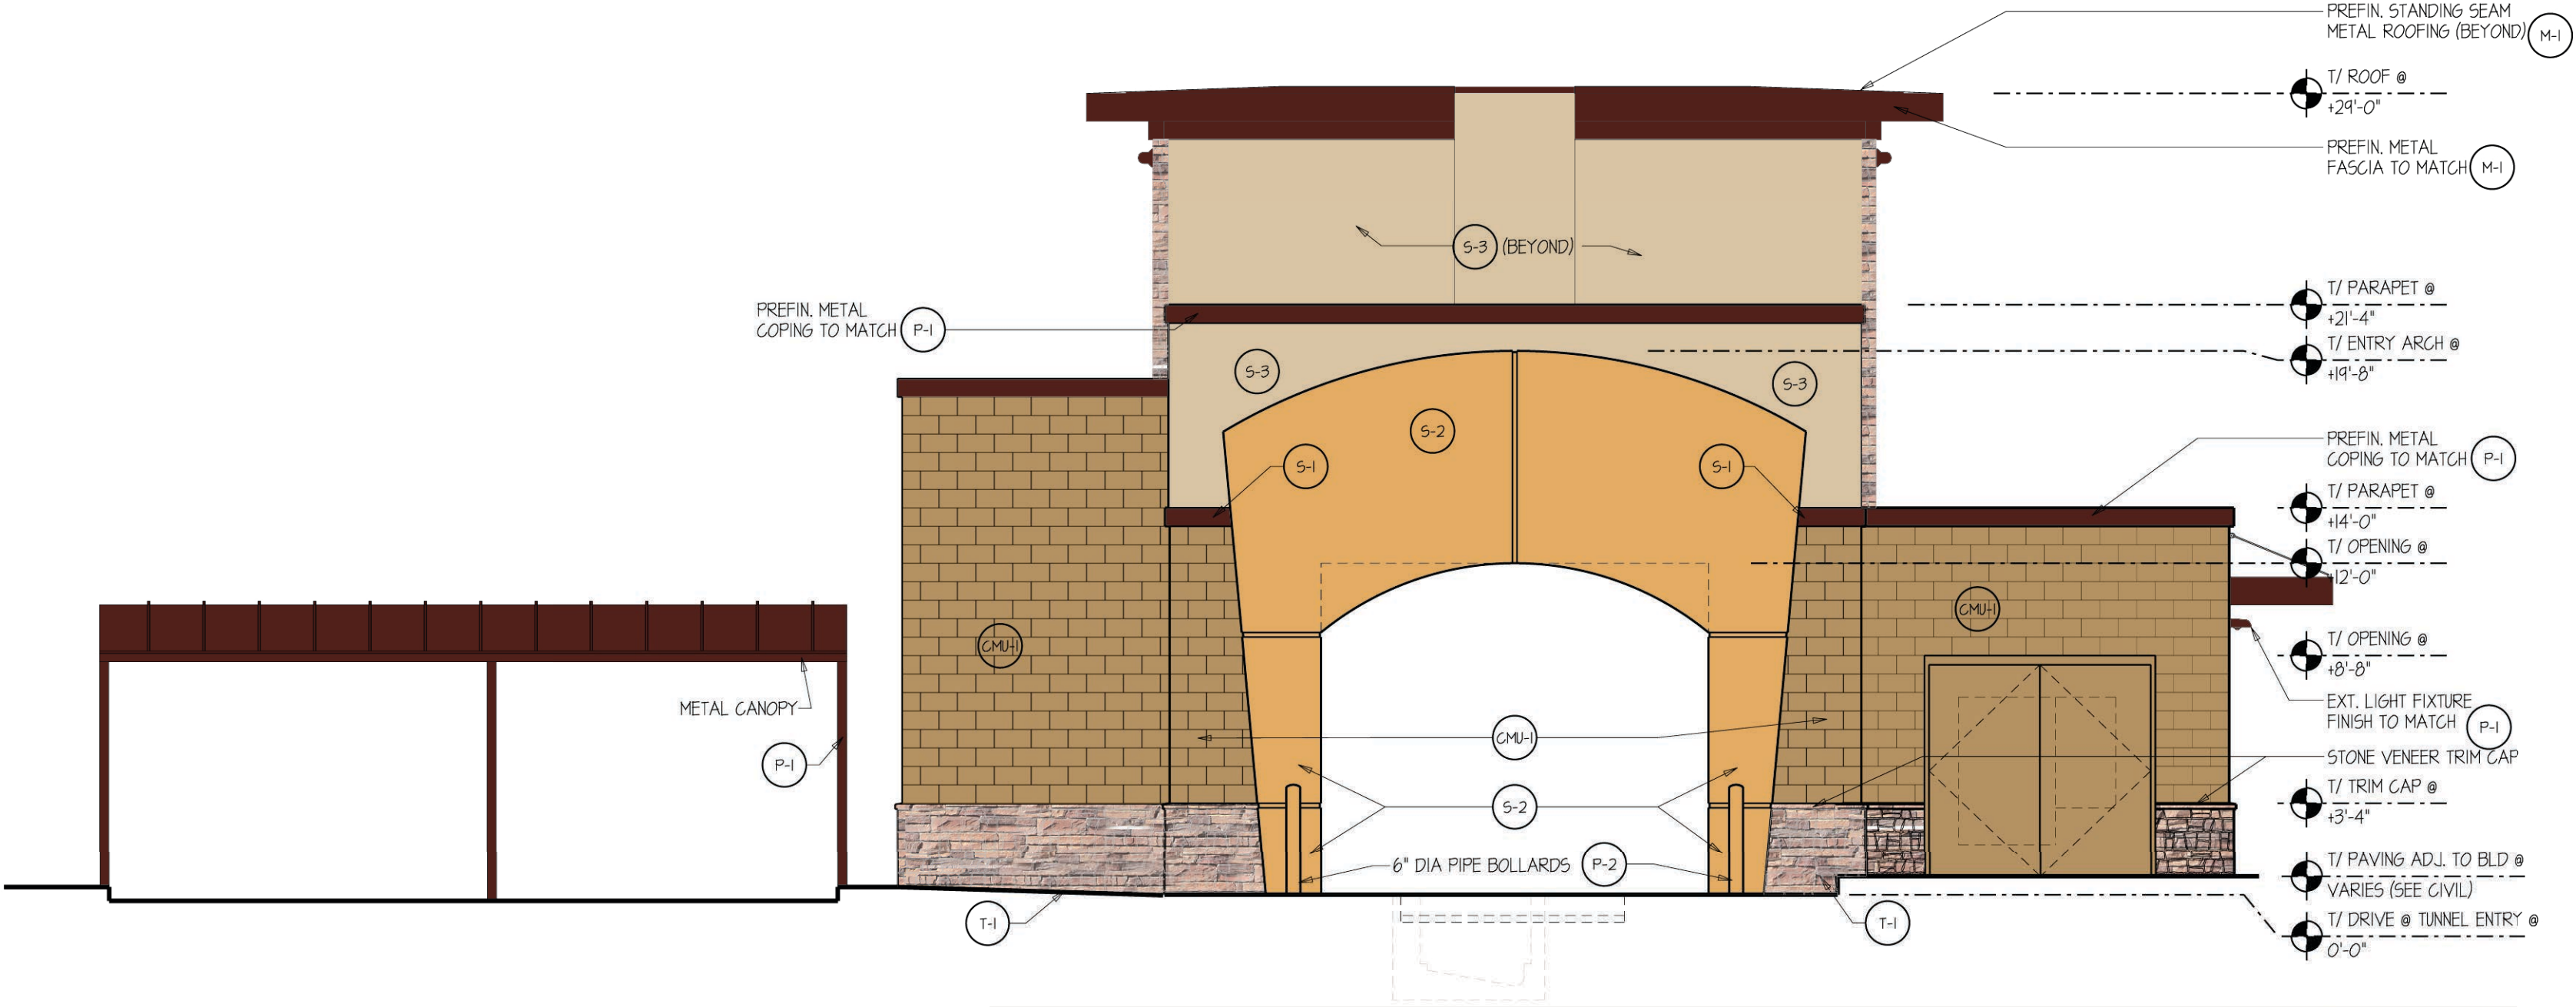 PREFIN. STANDING SEAM
METAL ROOFING (BEYOND) M-1
T/ ROOF @
+29'-0"
PREFIN. METAL
FASCIA TO MATCH M-1
S-3 (BEYOND)
T/ PARAPET @
+21'-4"
PREFIN. METAL
COPING TO MATCH P-1
T/ ENTRY ARCH @
+19'-8"
S-3
S-3
S-2
PREFIN. METAL
COPING TO MATCH P-1
S-1
S-1
T/ PARAPET @
+14'-0"
T/ OPENING @
+12'-0"
CMU-1
CMU-1
T/ OPENING @
+8'-8"
METAL CANOPY
EXT. LIGHT FIXTURE
FINISH TO MATCH P-1
CMU-1
P-1
STONE VENEER TRIM CAP
S-2
T/ TRIM CAP @
+3'-4"
6" DIA PIPE BOLLARDS P-2
T/ PAVING ADJ. TO BLD @
VARIES (SEE CIVIL)
T-1
T-1
T/ DRIVE @ TUNNEL ENTRY @
0'-0"